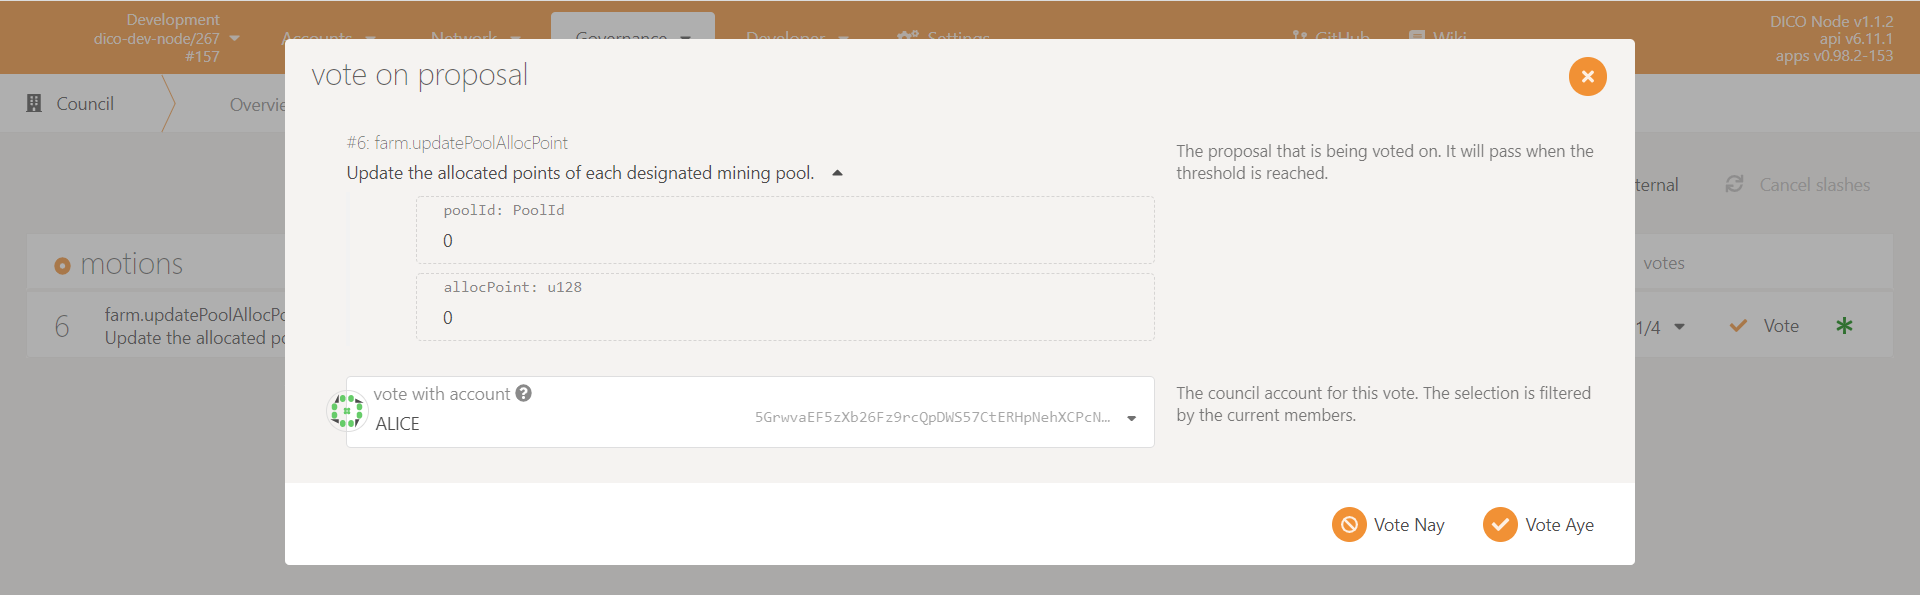 Development
dico-dev-node/267
#157
Accounts
Network
Governance
Developer
Settings
GitHub
Wiki
DICO Node v1.1.2
api v6.11.1
apps v0.98.2-153
vote on proposal
Council
#6: farm.updatePoolAllocPoint
Update the allocated points of each designated mining pool.
The proposal that is being voted on. It will pass when the
threshold is reached.
Cancel slashes
poolId: PoolId
0
allocPoint: u128
0
motions
votes
6
farm.updatePoolAllocPo
Update the allocated po
1/4
Vote
vote with account
ALICE
5GrwvaEF5zXb26Fz9rcQpDWS57CtERHpNehXCPcN…
The council account for this vote. The selection is filtered
by the current members.
Vote Nay
Vote Aye